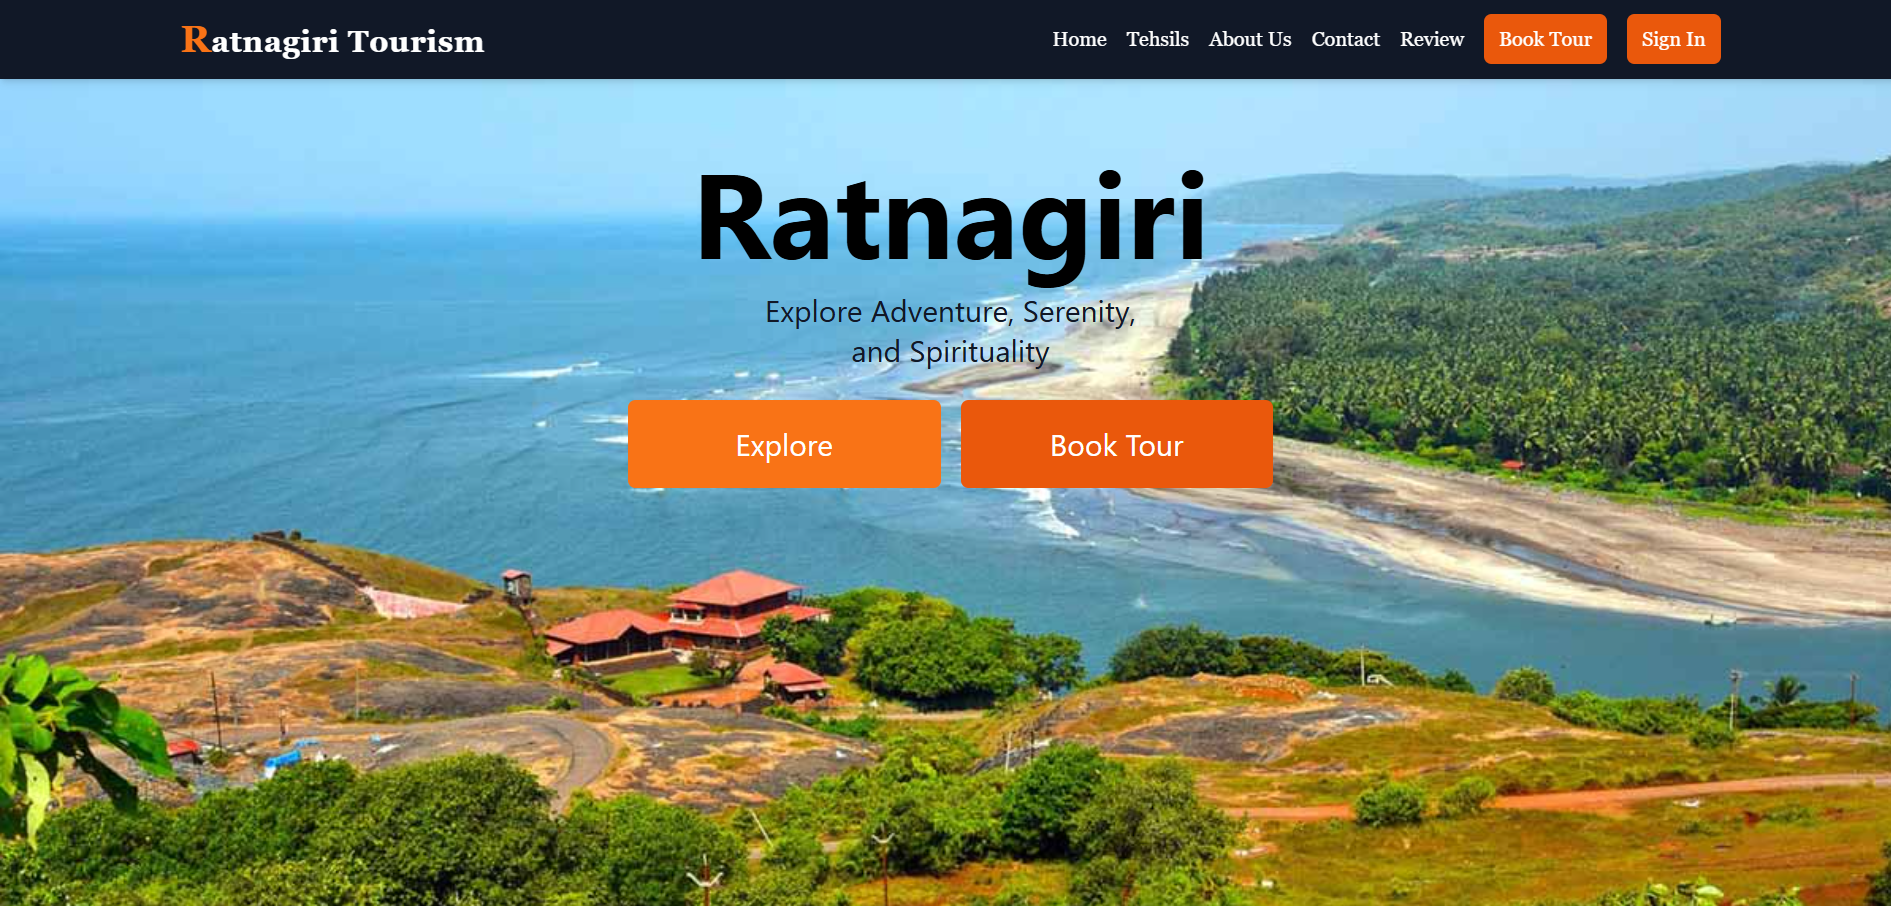 Ratnagiri Tourism
Home Tehsils About Us Contact Review Book Tour Sign In
Ratnagiri
Explore Adventure, Serenity,
and Spirituality
Explore Book Tour